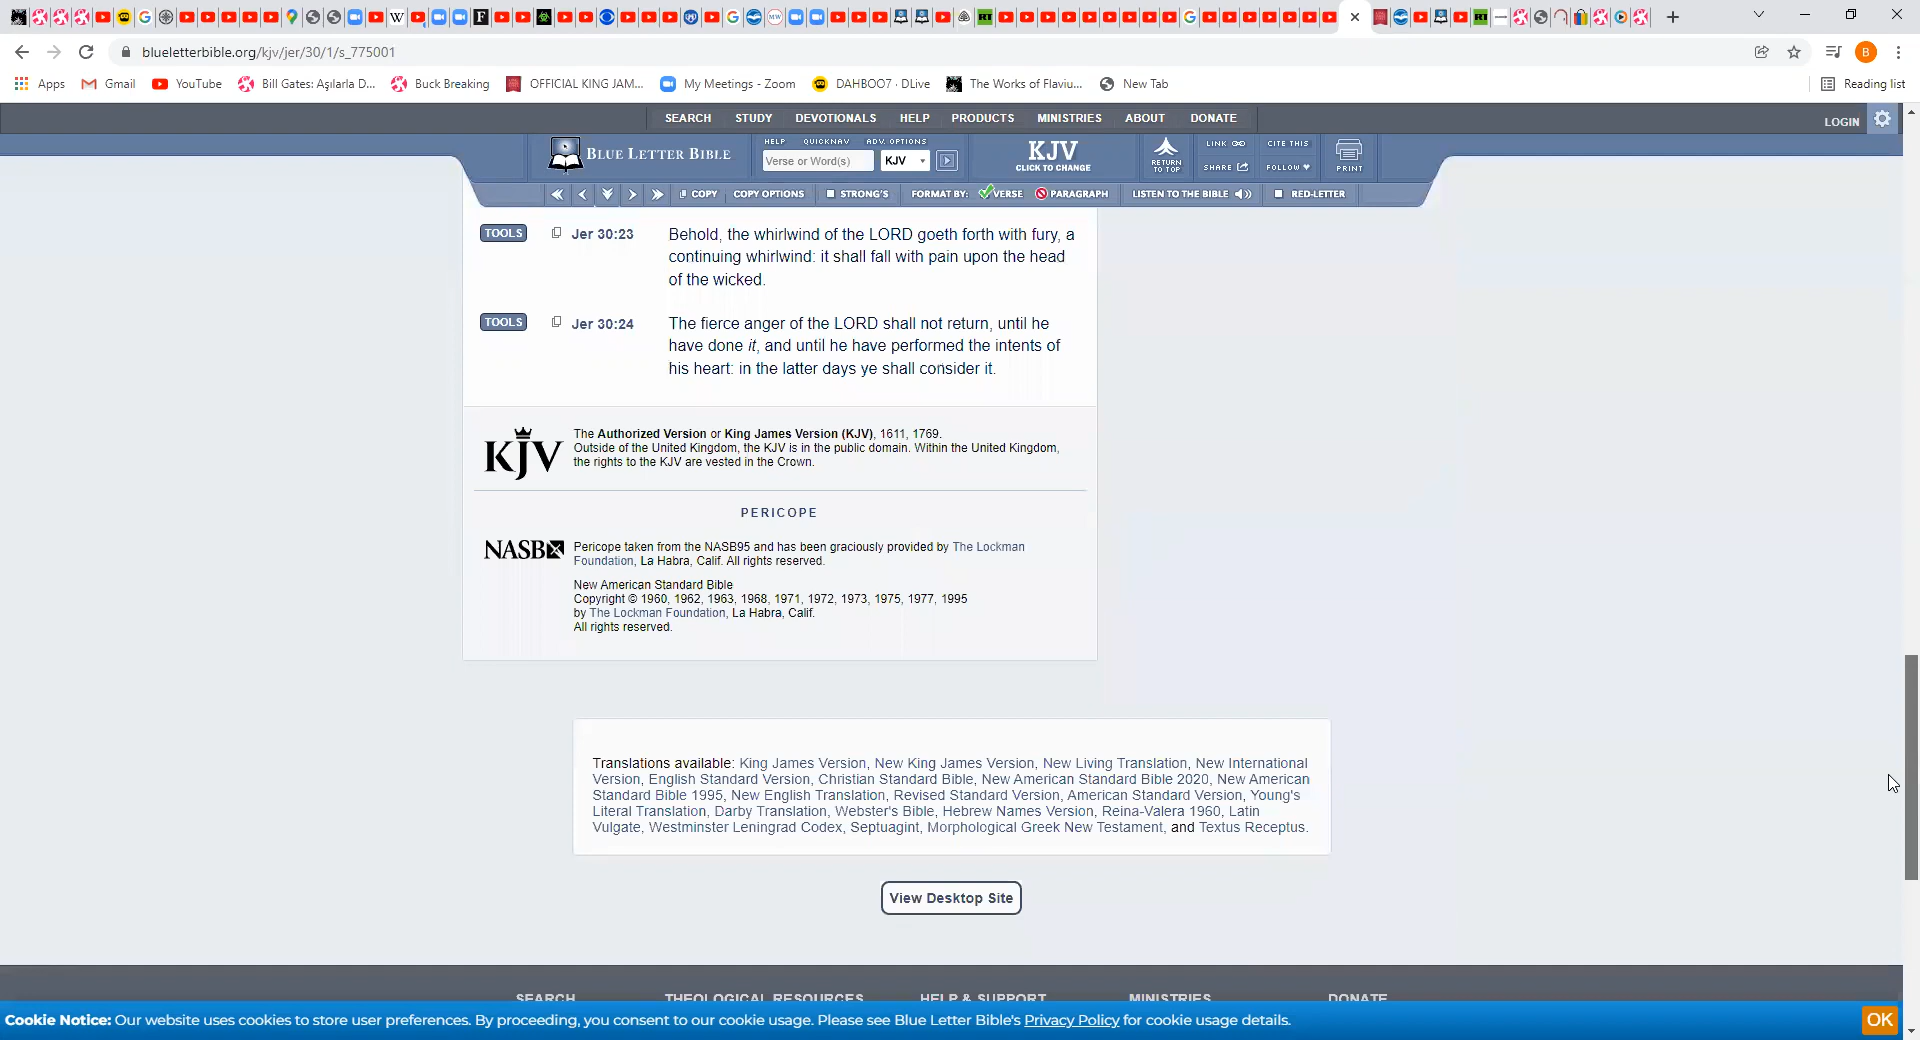 blueletterbible.org/kjv/jer/30/1/s_775001
B
Apps Gmail YouTube Bill Gates: Aşılarla D... Buck Breaking OFFICIAL KING JAM... My Meetings - Zoom DAHBOO7 · DLive The Works of Flaviu... New Tab Reading list
SEARCH STUDY DEVOTIONALS HELP PRODUCTS MINISTRIES ABOUT DONATE LOGIN
BLUE LETTER BIBLE
HELP QUICKNAV ADV. OPTIONS
Verse or Word(s) KJV
KJV
CLICK TO CHANGE
RETURN
TO TOP
LINK CITE THIS
SHARE FOLLOW
PRINT
COPY COPY OPTIONS STRONG'S FORMAT BY: VERSE PARAGRAPH LISTEN TO THE BIBLE RED-LETTER
TOOLS Jer 30:23 Behold, the whirlwind of the LORD goeth forth with fury, a
continuing whirlwind: it shall fall with pain upon the head
of the wicked.
TOOLS Jer 30:24 The fierce anger of the LORD shall not return, until he
have done it, and until he have performed the intents of
his heart: in the latter days ye shall consider it.
KJV
The Authorized Version or King James Version (KJV), 1611, 1769.
Outside of the United Kingdom, the KJV is in the public domain. Within the United Kingdom,
the rights to the KJV are vested in the Crown.
PERICOPE
NASB
Pericope taken from the NASB95 and has been graciously provided by The Lockman
Foundation, La Habra, Calif. All rights reserved.
New American Standard Bible
Copyright © 1960, 1962, 1963, 1968, 1971, 1972, 1973, 1975, 1977, 1995
by The Lockman Foundation, La Habra, Calif.
All rights reserved.
Translations available: King James Version, New King James Version, New Living Translation, New International
Version, English Standard Version, Christian Standard Bible, New American Standard Bible 2020, New American
Standard Bible 1995, New English Translation, Revised Standard Version, American Standard Version, Young's
Literal Translation, Darby Translation, Webster's Bible, Hebrew Names Version, Reina-Valera 1960, Latin
Vulgate, Westminster Leningrad Codex, Septuagint, Morphological Greek New Testament, and Textus Receptus.
View Desktop Site
SEARCH THEOLOGICAL RESOURCES HELP & SUPPORT MINISTRIES DONATE
Cookie Notice: Our website uses cookies to store user preferences. By proceeding, you consent to our cookie usage. Please see Blue Letter Bible's Privacy Policy for cookie usage details.
OK